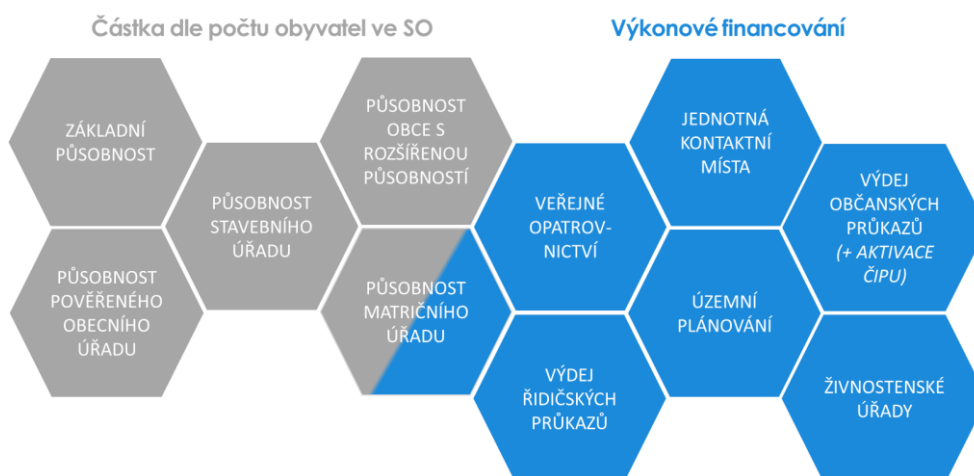 Částka dle počtu obyvatel ve SO
Výkonové financování
ZÁKLADNÍ
PŮSOBNOST
PŮSOBNOST
POVĚŘENÉHO
OBECNÍHO
ÚŘADU
PŮSOBNOST
STAVEBNÍHO
ÚŘADU
PŮSOBNOST
OBCE S
ROZŠÍŘENOU
PŮSOBNOSTÍ
PŮSOBNOST
MATRIČNÍHO
ÚŘADU
VEŘEJNÉ
OPATROV-
NICTVÍ
VÝDEJ
ŘIDIČSKÝCH
PRŮKAZŮ
JEDNOTNÁ
KONTAKTNÍ
MÍSTA
ÚZEMNÍ
PLÁNOVÁNÍ
VÝDEJ
OBČANSKÝCH
PRŮKAZŮ
(+ AKTIVACE
ČIPU)
ŽIVNOSTENSKÉ
ÚŘADY